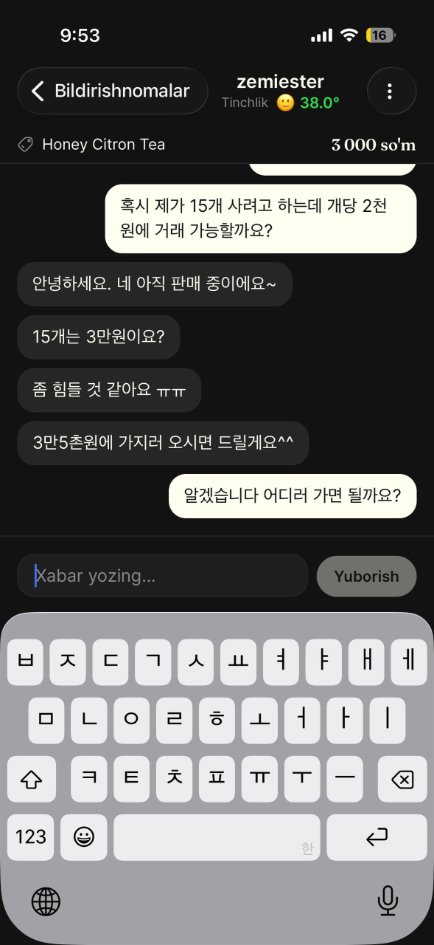 9:53
16
Bildirishnomalar
zemiester
Tinchlik 🙂 38.0°
Honey Citron Tea
3 000 so'm
혹시 제가 15개 사려고 하는데 개당 2천
원에 거래 가능할까요?
안녕하세요. 네 아직 판매 중이에요~
15개는 3만원이요?
좀 힘들 것 같아요 ㅠㅠ
3만5촌원에 가지러 오시면 드릴게요^^
알겠습니다 어디러 가면 될까요?
Xabar yozing...
Yuborish
ㅂ ㅈ ㄷ ㄱ ㅅ ㅛ ㅕ ㅑ ㅐ ㅔ
ㅁ ㄴ ㅇ ㄹ ㅎ ㅗ ㅓ ㅏ ㅣ
ㅋ ㅌ ㅊ ㅍ ㅠ ㅜ ㅡ
123
한